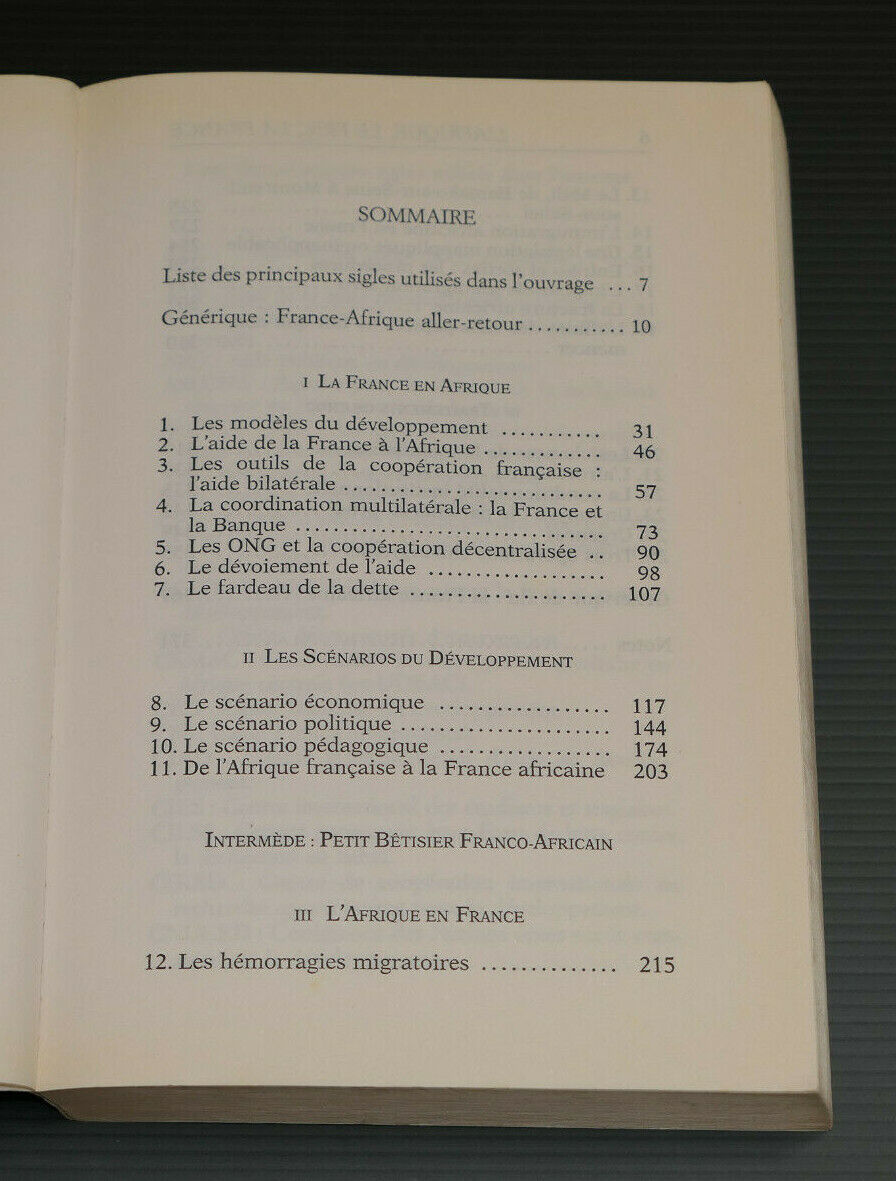 SOMMAIRE
Liste des principaux sigles utilisés dans l'ouvrage ... 7
Générique : France-Afrique aller-retour ........... 10
I LA FRANCE EN AFRIQUE
1. Les modèles du développement ........... 31
2. L'aide de la France à l'Afrique ............. 46
3. Les outils de la coopération française :
l'aide bilatérale ............................ 57
4. La coordination multilatérale : la France et
la Banque .................................. 73
5. Les ONG et la coopération décentralisée .. 90
6. Le dévoiement de l'aide ................... 98
7. Le fardeau de la dette ...................... 107
II LES SCÉNARIOS DU DÉVELOPPEMENT
8. Le scénario économique .................. 117
9. Le scénario politique ....................... 144
10. Le scénario pédagogique .................. 174
11. De l'Afrique française à la France africaine 203
INTERMÈDE : PETIT BÊTISIER FRANCO-AFRICAIN
III L'AFRIQUE EN FRANCE
12. Les hémorragies migratoires .............. 215